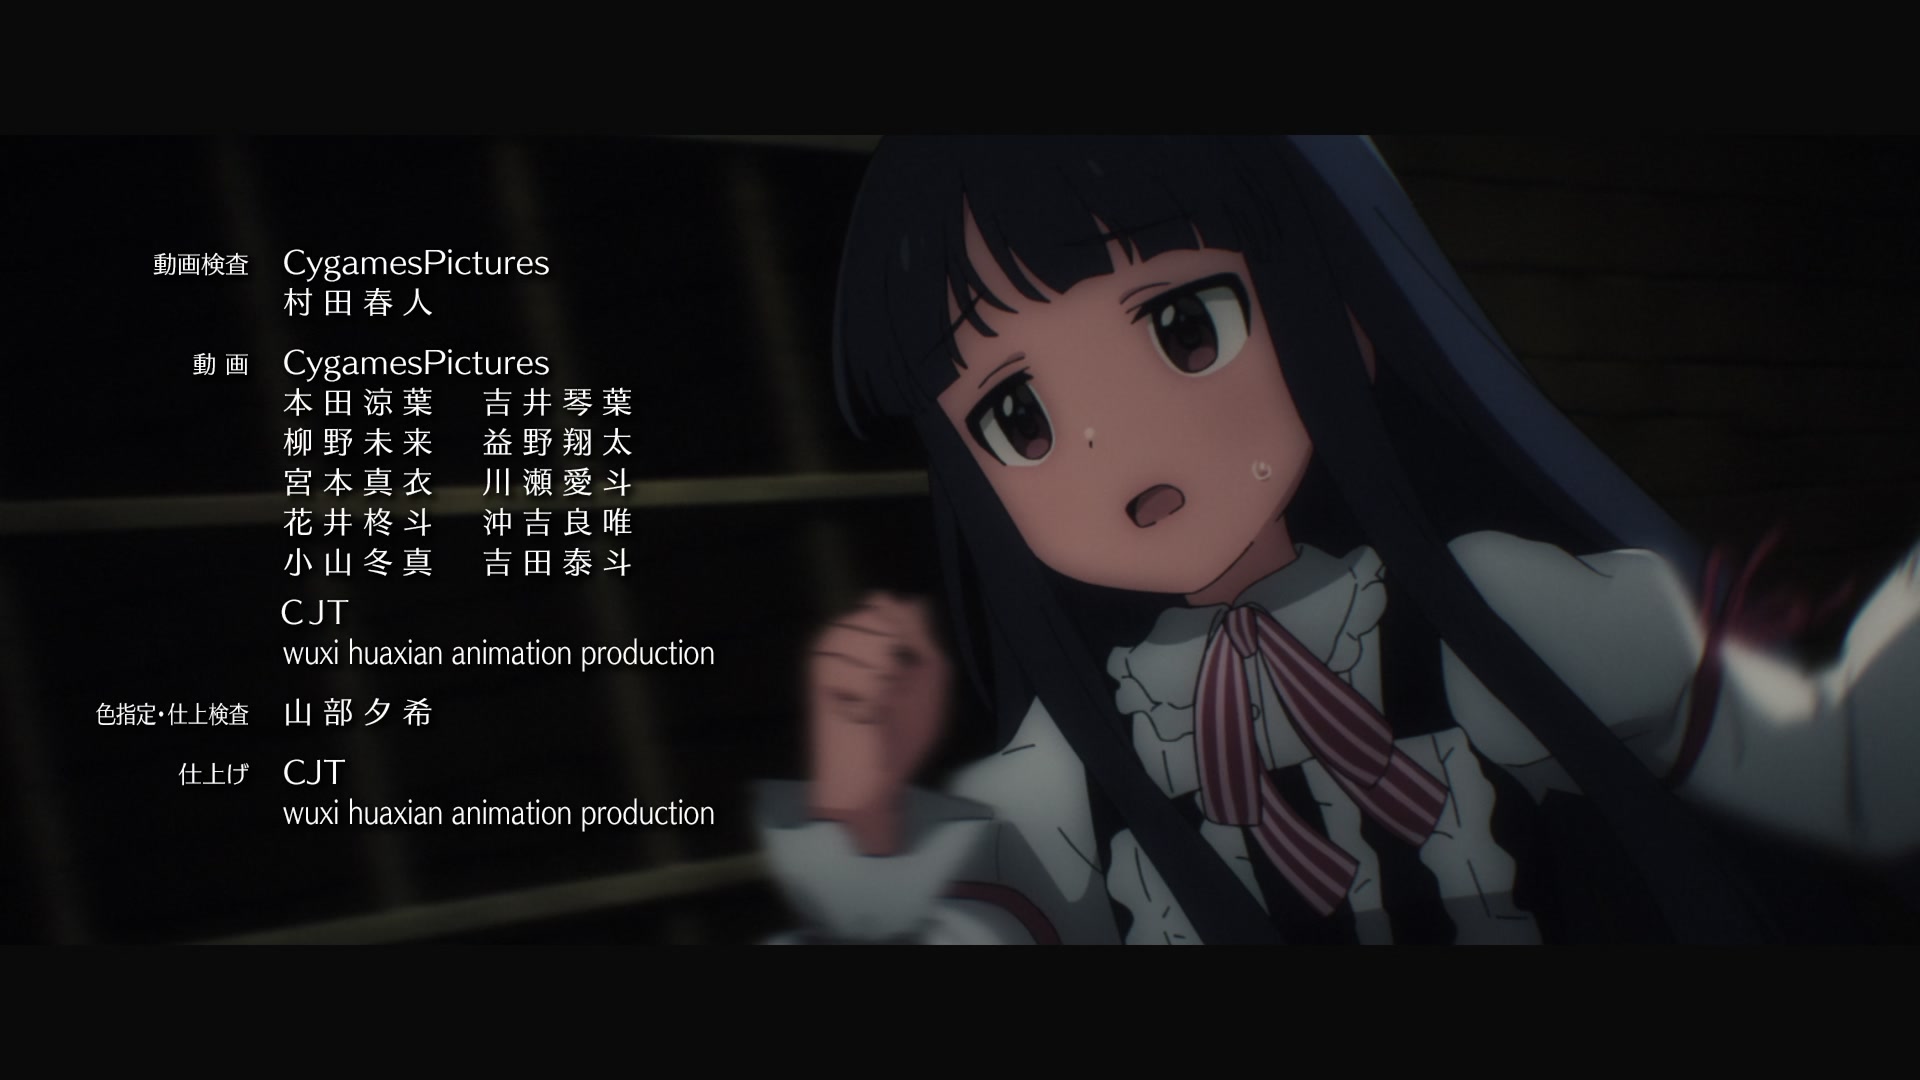 動画検査 CygamesPictures
村田春人
動画 CygamesPictures
本田涼葉 吉井琴葉
柳野未来 益野翔太
宮本真衣 川瀬愛斗
花井柊斗 沖吉良唯
小山冬真 吉田泰斗
CJT
wuxi huaxian animation production
色指定・仕上検査 山部夕希
仕上げ CJT
wuxi huaxian animation production